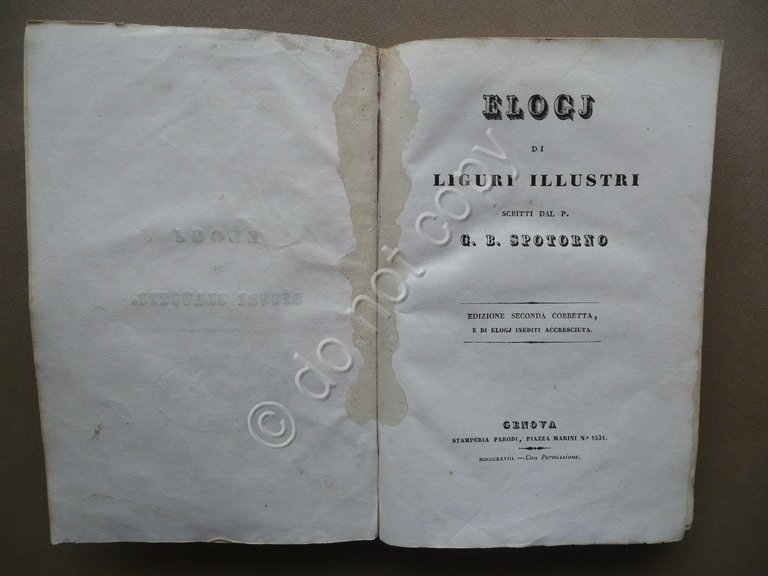 ELOGJ
DI
LIGURI ILLUSTRI
SCRITTI DAL P.
G. B. SPOTORNO
EDIZIONE SECONDA CORRETTA,
E DI ELOGJ INEDITI ACCRESCIUTA.
GENOVA
STAMPERIA PARODI, PIAZZA MARINI N.º 1531.
MDCCCXXVIII. — Con Permissione.
© do not copy